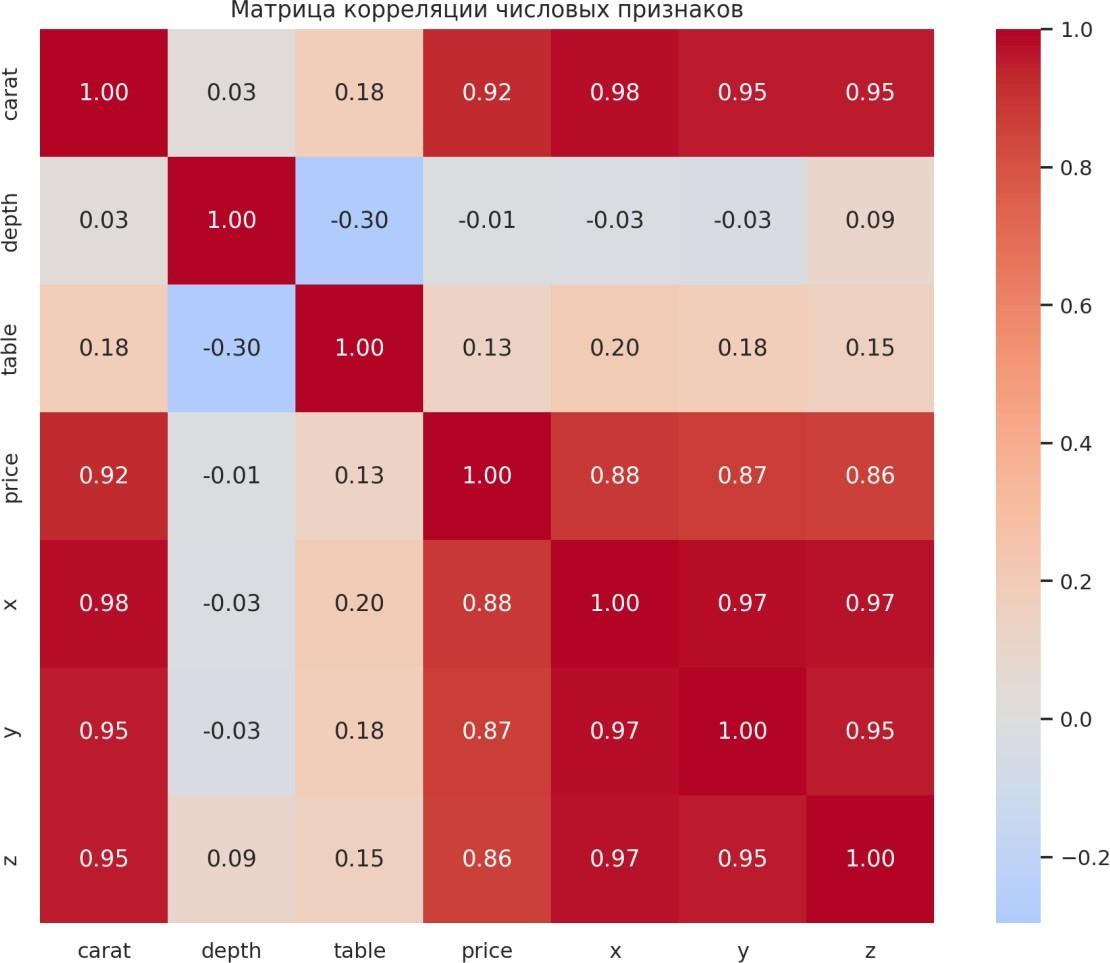 Матрица корреляции числовых признаков
carat 1.00 0.03 0.18 0.92 0.98 0.95 0.95
depth 0.03 1.00 -0.30 -0.01 -0.03 -0.03 0.09
table 0.18 -0.30 1.00 0.13 0.20 0.18 0.15
price 0.92 -0.01 0.13 1.00 0.88 0.87 0.86
x 0.98 -0.03 0.20 0.88 1.00 0.97 0.97
y 0.95 -0.03 0.18 0.87 0.97 1.00 0.95
z 0.95 0.09 0.15 0.86 0.97 0.95 1.00
carat depth table price x y z
1.0
0.8
0.6
0.4
0.2
0.0
−0.2